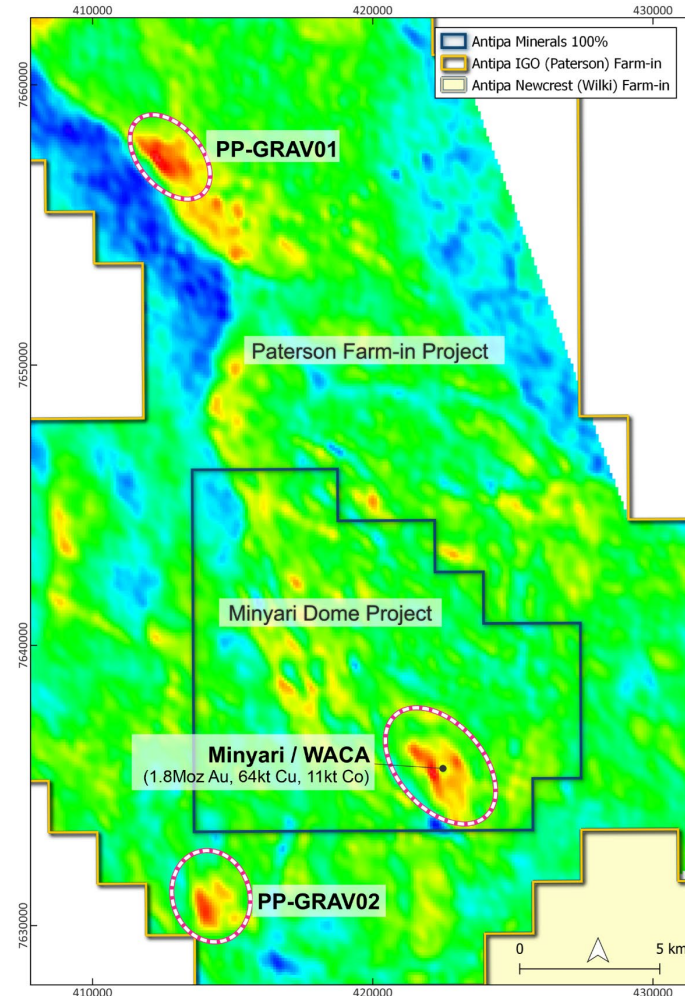 410000
420000
430000
Antipa Minerals 100%
Antipa IGO (Paterson) Farm-in
Antipa Newcrest (Wilki) Farm-in
7660000
PP-GRAV01
Paterson Farm-in Project
7650000
Minyari Dome Project
7640000
Minyari / WACA
(1.8Moz Au, 64kt Cu, 11kt Co)
PP-GRAV02
7630000
0
5 km
410000
420000
430000